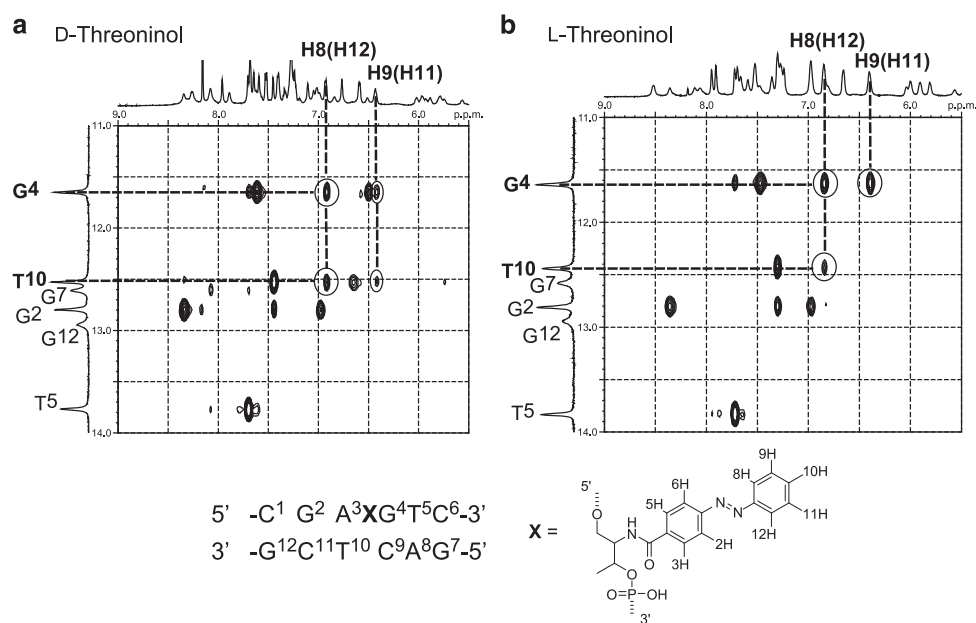 a D-Threoninol
H8(H12)
H9(H11)
9.0 8.0 7.0 6.0 p.p.m.
11.0
G4
12.0
T10
G7
G2
13.0
G12
T5
14.0
b L-Threoninol
H8(H12)
H9(H11)
9.0 8.0 7.0 6.0 p.p.m.
11.0
G4
12.0
T10
G7
G2
13.0
G12
T5
14.0
5' -C1 G2 A3XG4T5C6-3'
3' -G12C11T10 C9A8G7-5'
X =
5'
O
N
H
O
O
O=P-OH
3'
5H
6H
2H
3H
N=N
8H
9H
10H
11H
12H